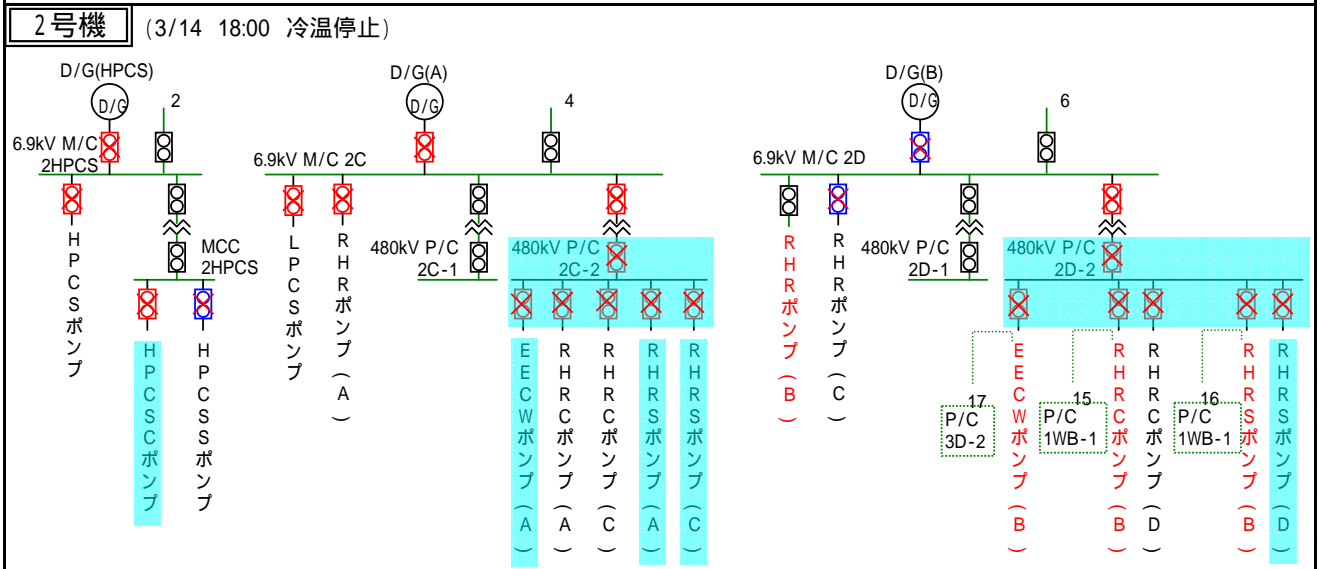 2号機 (3/14 18:00 冷温停止)
D/G(HPCS)
D/G
2
6.9kV M/C
2HPCS
MCC
2HPCS
HPCSポンプ
HPCSCポンプ
HPCSSポンプ
D/G(A)
D/G
4
6.9kV M/C 2C
LPCSポンプ
RHRポンプ(A)
480kV P/C
2C-1
480kV P/C
2C-2
EECWポンプ(A)
RHRCポンプ(A)
RHRCポンプ(C)
RHRSポンプ(A)
RHRSポンプ(C)
D/G(B)
D/G
6
6.9kV M/C 2D
RHRポンプ(B)
RHRポンプ(C)
480kV P/C
2D-1
480kV P/C
2D-2
17
P/C
3D-2
EECWポンプ(B)
15
P/C
1WB-1
RHRCポンプ(B)
RHRCポンプ(D)
16
P/C
1WB-1
RHRSポンプ(B)
RHRSポンプ(D)